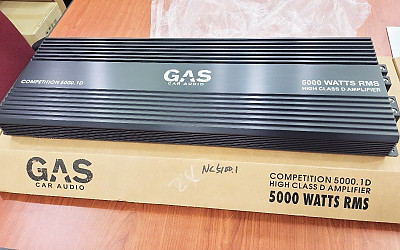 GAS
CAR AUDIO
COMPETITION 5000.1D
5000 WATTS RMS
HIGH CLASS D AMPLIFIER
GAS
CAR AUDIO
COMPETITION 5000.1D
HIGH CLASS D AMPLIFIER
5000 WATTS RMS